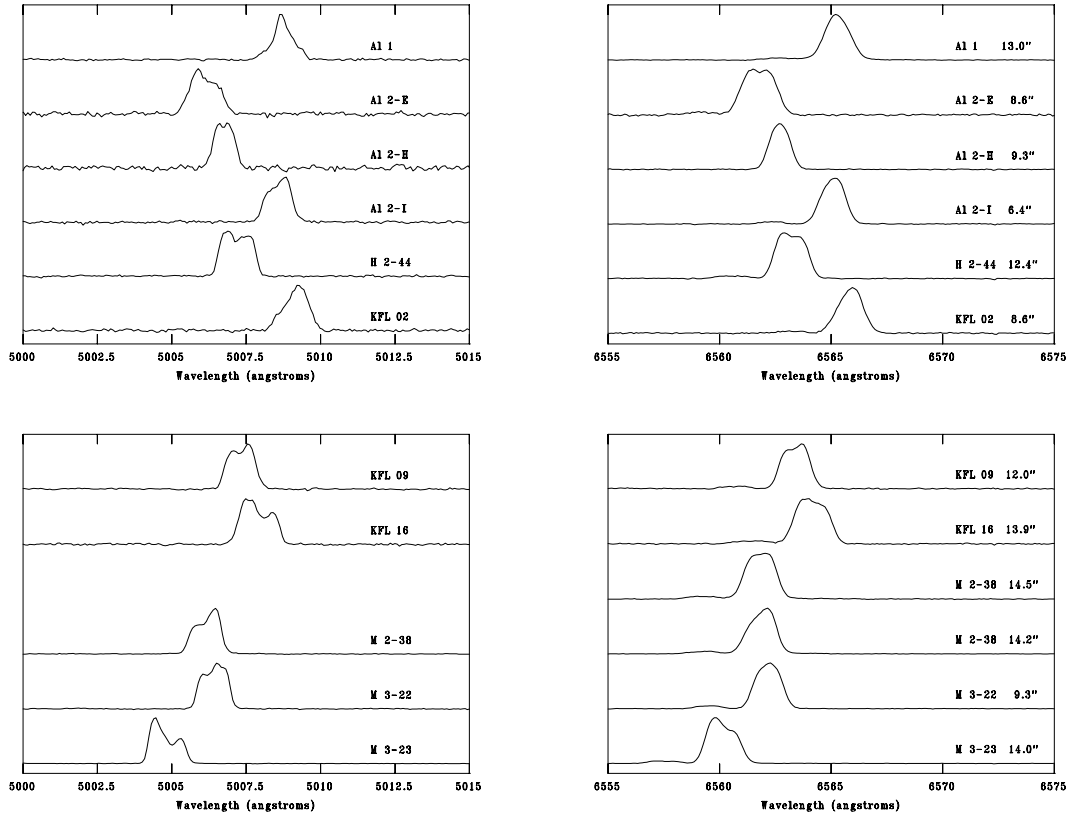 Al 1
Al 2-E
Al 2-H
Al 2-I
H 2-44
KFL 02
5000 5002.5 5005 5007.5 5010 5012.5 5015
Wavelength (angstroms)
Al 1 13.0"
Al 2-E 8.6"
Al 2-H 9.3"
Al 2-I 6.4"
H 2-44 12.4"
KFL 02 8.6"
6555 6560 6565 6570 6575
Wavelength (angstroms)
KFL 09
KFL 16
M 2-38
M 3-22
M 3-23
5000 5002.5 5005 5007.5 5010 5012.5 5015
Wavelength (angstroms)
KFL 09 12.0"
KFL 16 13.9"
M 2-38 14.5"
M 2-38 14.2"
M 3-22 9.3"
M 3-23 14.0"
6555 6560 6565 6570 6575
Wavelength (angstroms)